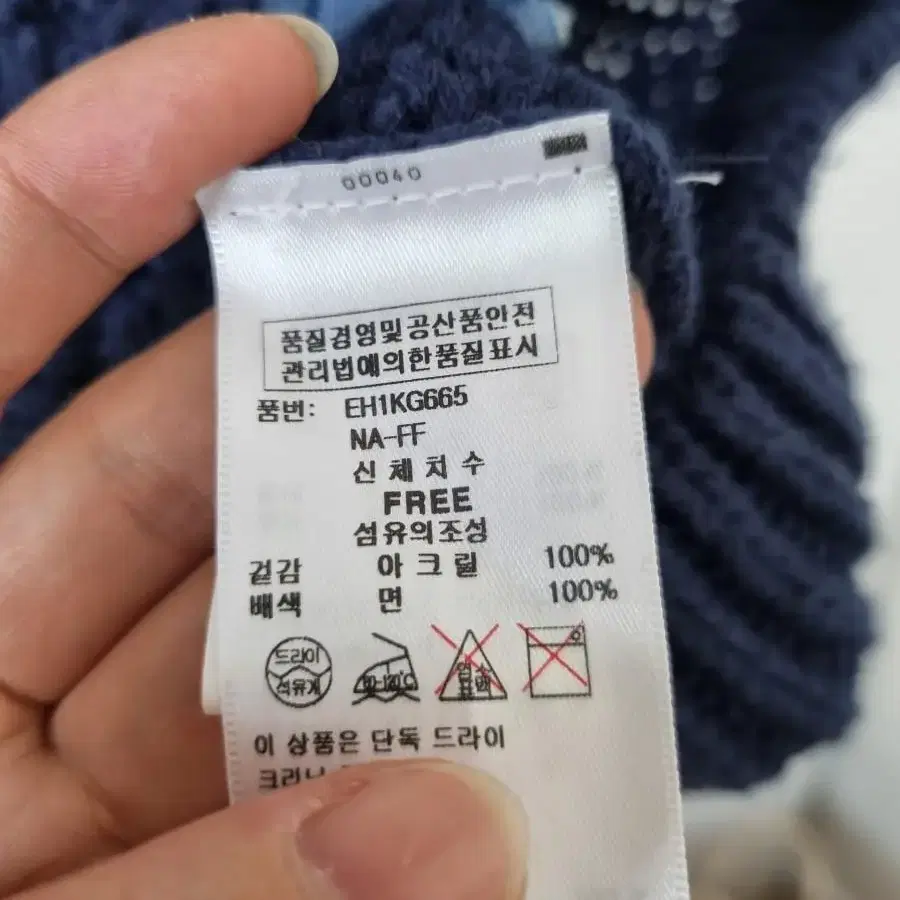 00040
품질경영및공산품안전
관리법에의한품질표시
품번: EH1KG665
NA-FF
신체치수
FREE
섬유의조성
겉감 아크릴 100%
배색 면 100%
드라이
석유계
이 상품은 단독 드라이